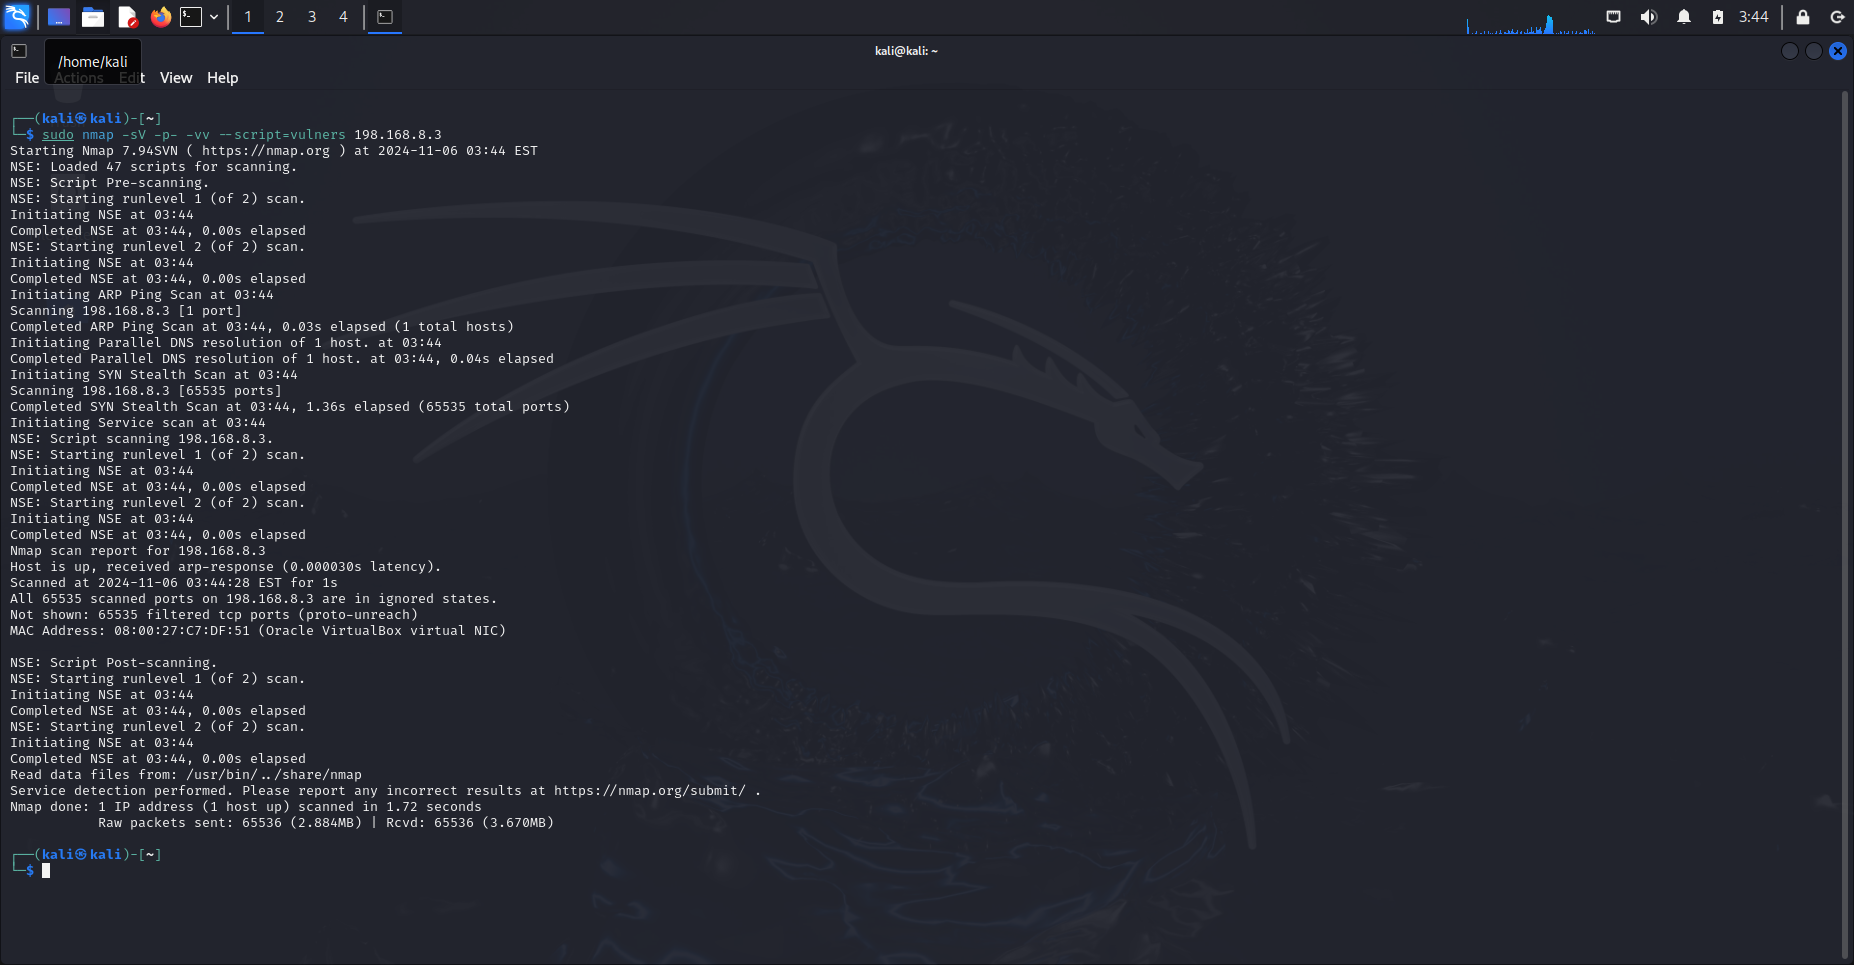 1 2 3 4
3:44
kali@kali: ~
/home/kali
File Actions Edit View Help
┌──(kali㉿kali)-[~]
└─$ sudo nmap -sV -p- -vv --script=vulners 198.168.8.3
Starting Nmap 7.94SVN ( https://nmap.org ) at 2024-11-06 03:44 EST
NSE: Loaded 47 scripts for scanning.
NSE: Script Pre-scanning.
NSE: Starting runlevel 1 (of 2) scan.
Initiating NSE at 03:44
Completed NSE at 03:44, 0.00s elapsed
NSE: Starting runlevel 2 (of 2) scan.
Initiating NSE at 03:44
Completed NSE at 03:44, 0.00s elapsed
Initiating ARP Ping Scan at 03:44
Scanning 198.168.8.3 [1 port]
Completed ARP Ping Scan at 03:44, 0.03s elapsed (1 total hosts)
Initiating Parallel DNS resolution of 1 host. at 03:44
Completed Parallel DNS resolution of 1 host. at 03:44, 0.04s elapsed
Initiating SYN Stealth Scan at 03:44
Scanning 198.168.8.3 [65535 ports]
Completed SYN Stealth Scan at 03:44, 1.36s elapsed (65535 total ports)
Initiating Service scan at 03:44
NSE: Script scanning 198.168.8.3.
NSE: Starting runlevel 1 (of 2) scan.
Initiating NSE at 03:44
Completed NSE at 03:44, 0.00s elapsed
NSE: Starting runlevel 2 (of 2) scan.
Initiating NSE at 03:44
Completed NSE at 03:44, 0.00s elapsed
Nmap scan report for 198.168.8.3
Host is up, received arp-response (0.000030s latency).
Scanned at 2024-11-06 03:44:28 EST for 1s
All 65535 scanned ports on 198.168.8.3 are in ignored states.
Not shown: 65535 filtered tcp ports (proto-unreach)
MAC Address: 08:00:27:C7:DF:51 (Oracle VirtualBox virtual NIC)
NSE: Script Post-scanning.
NSE: Starting runlevel 1 (of 2) scan.
Initiating NSE at 03:44
Completed NSE at 03:44, 0.00s elapsed
NSE: Starting runlevel 2 (of 2) scan.
Initiating NSE at 03:44
Completed NSE at 03:44, 0.00s elapsed
Read data files from: /usr/bin/../share/nmap
Service detection performed. Please report any incorrect results at https://nmap.org/submit/ .
Nmap done: 1 IP address (1 host up) scanned in 1.72 seconds
Raw packets sent: 65536 (2.884MB) | Rcvd: 65536 (3.670MB)
┌──(kali㉿kali)-[~]
└─$